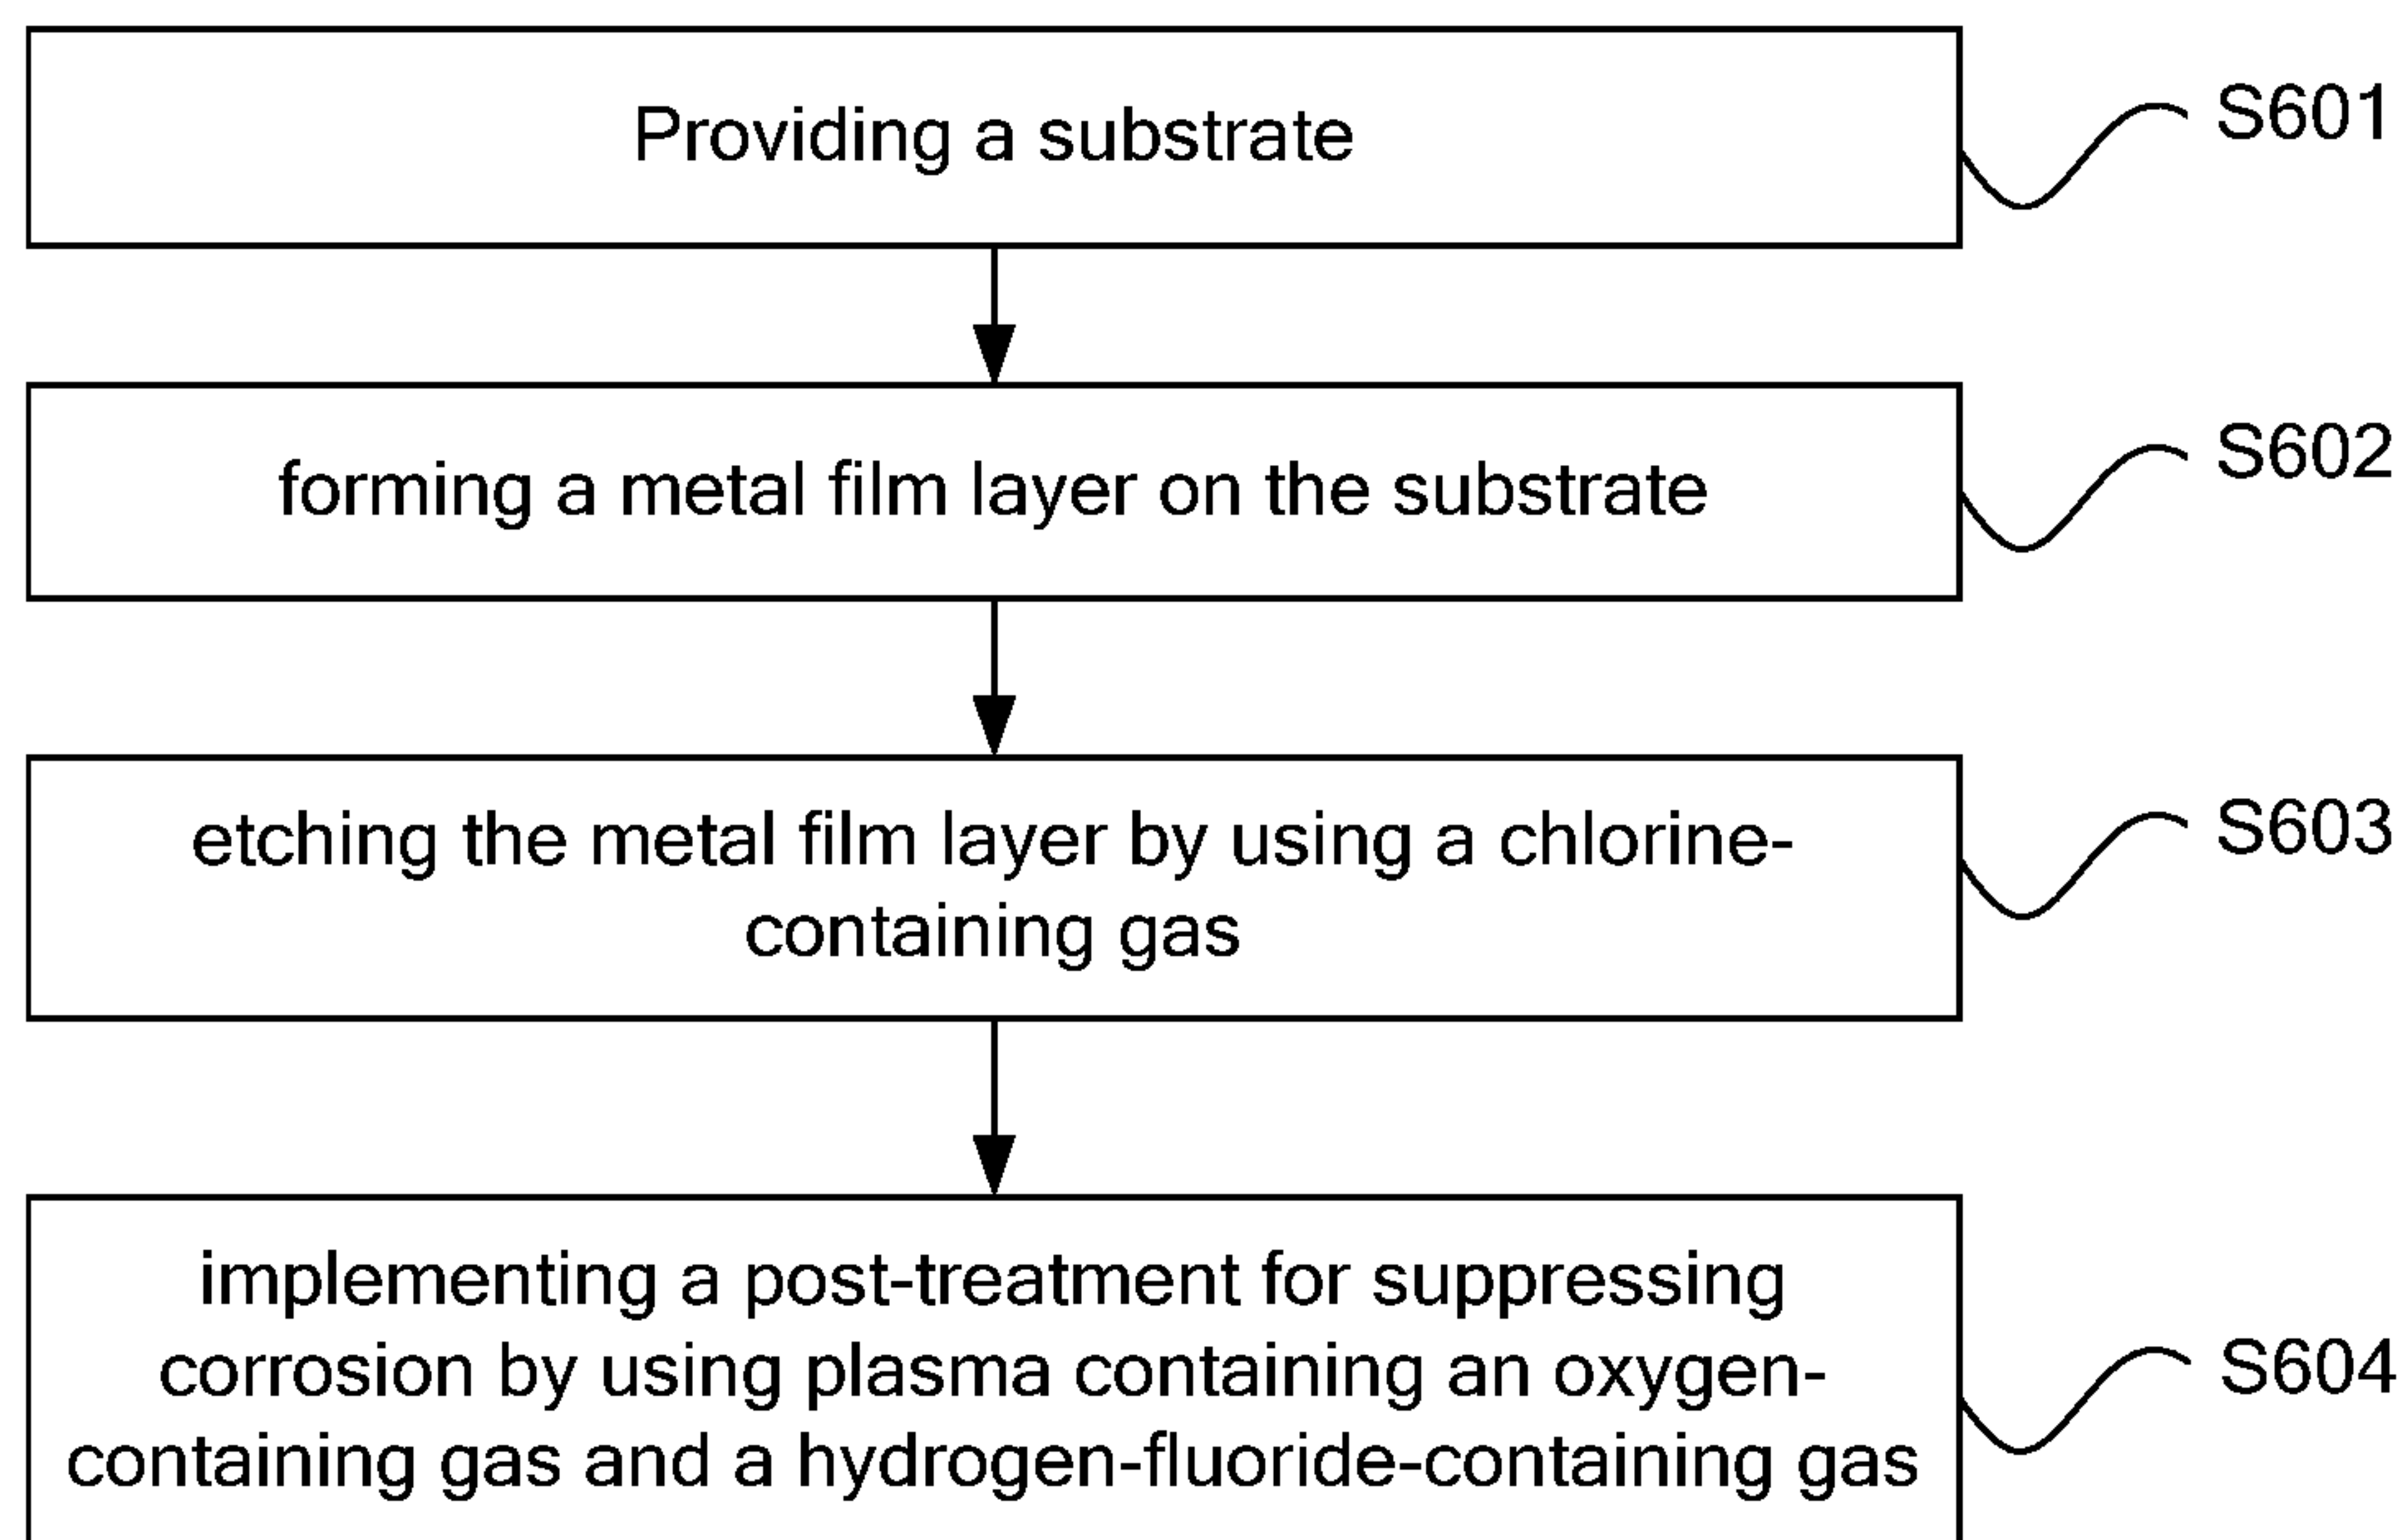 Providing a substrate
S601
forming a metal film layer on the substrate
S602
etching the metal film layer by using a chlorine-
containing gas
S603
implementing a post-treatment for suppressing
corrosion by using plasma containing an oxygen-
containing gas and a hydrogen-fluoride-containing gas
S604